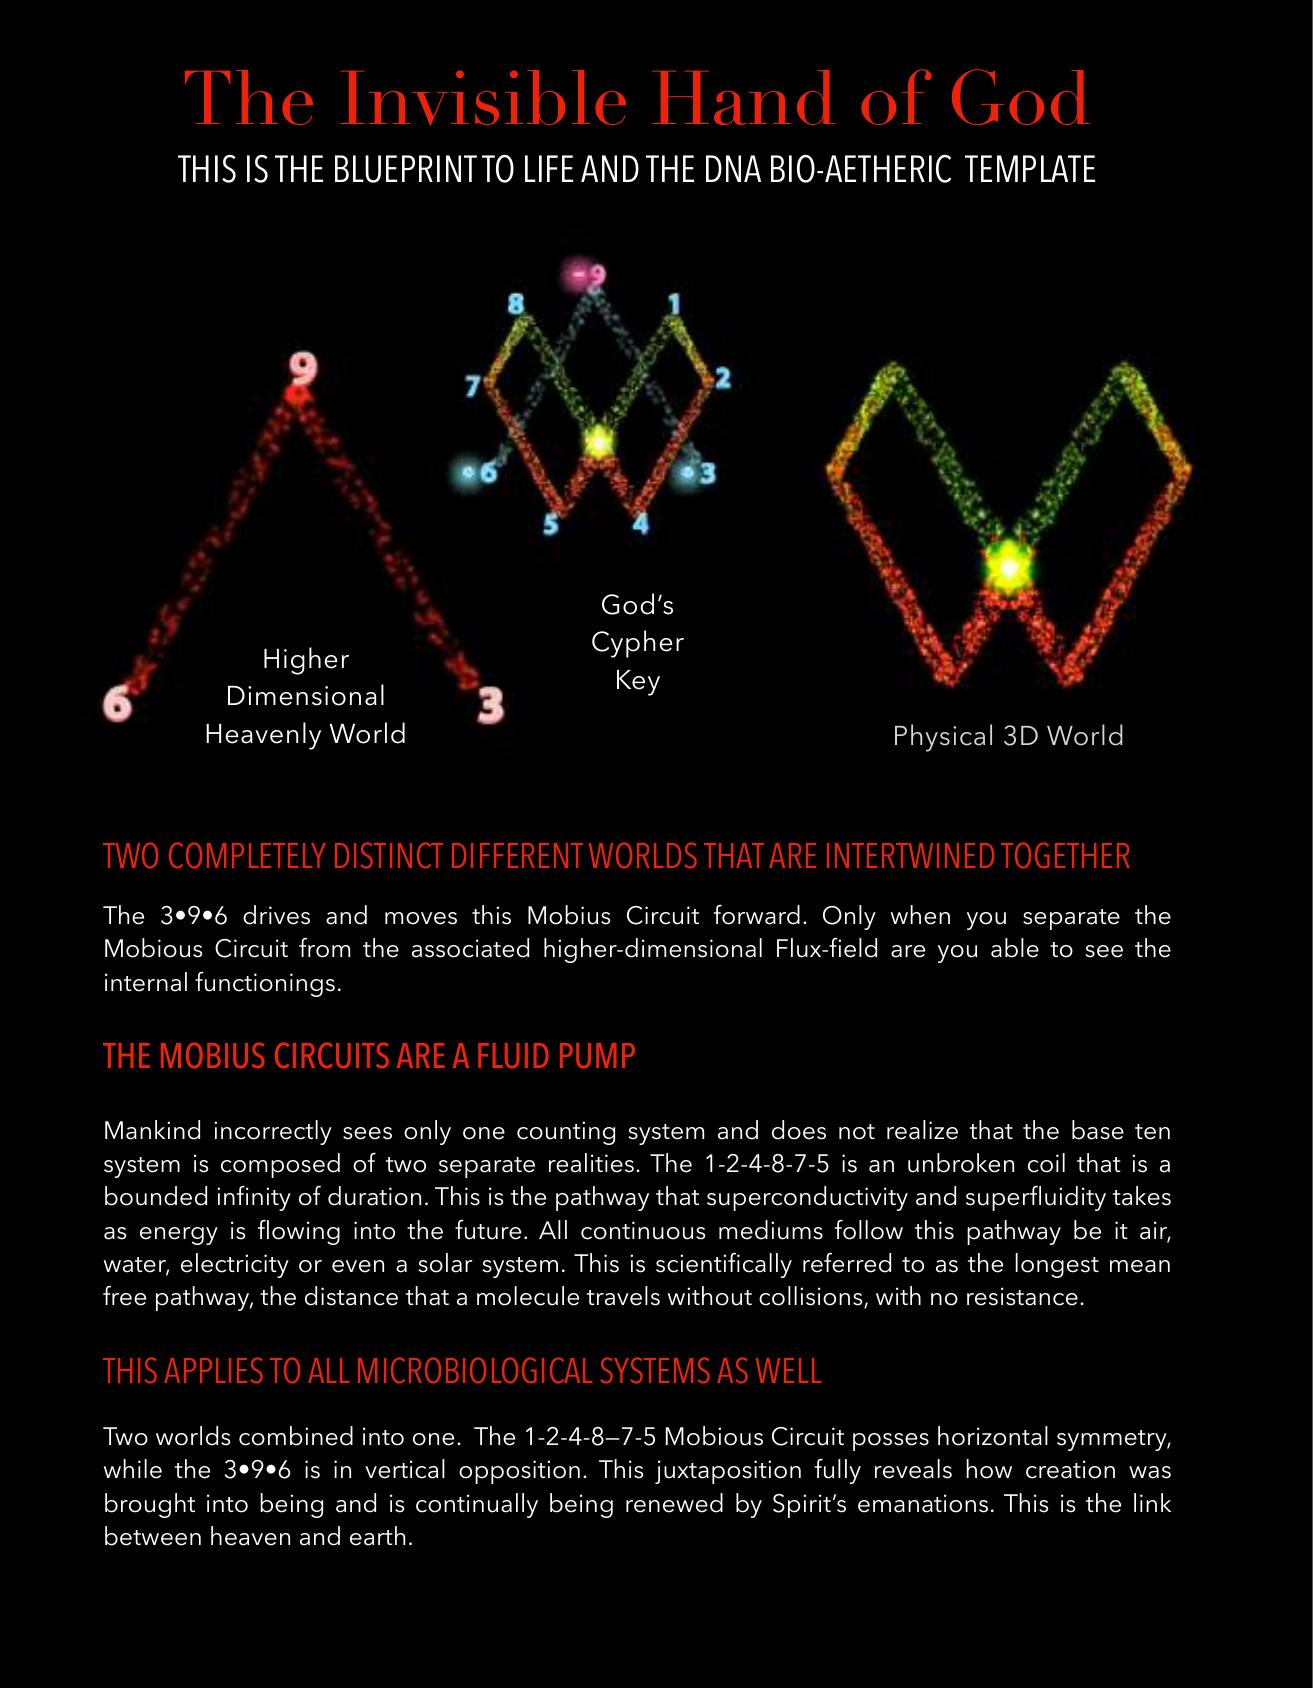 The Invisible Hand of God
THIS IS THE BLUEPRINT TO LIFE AND THE DNA BIO-AETHERIC TEMPLATE
-9
8
1
7
2
6
3
5
4
9
6
3
Higher
Dimensional
Heavenly World
God's
Cypher
Key
Physical 3D World
TWO COMPLETELY DISTINCT DIFFERENT WORLDS THAT ARE INTERTWINED TOGETHER
The 3•9•6 drives and moves this Mobius Circuit forward. Only when you separate the
Mobious Circuit from the associated higher-dimensional Flux-field are you able to see the
internal functionings.
THE MOBIUS CIRCUITS ARE A FLUID PUMP
Mankind incorrectly sees only one counting system and does not realize that the base ten
system is composed of two separate realities. The 1-2-4-8-7-5 is an unbroken coil that is a
bounded infinity of duration. This is the pathway that superconductivity and superfluidity takes
as energy is flowing into the future. All continuous mediums follow this pathway be it air,
water, electricity or even a solar system. This is scientifically referred to as the longest mean
free pathway, the distance that a molecule travels without collisions, with no resistance.
THIS APPLIES TO ALL MICROBIOLOGICAL SYSTEMS AS WELL
Two worlds combined into one. The 1-2-4-8—7-5 Mobious Circuit posses horizontal symmetry,
while the 3•9•6 is in vertical opposition. This juxtaposition fully reveals how creation was
brought into being and is continually being renewed by Spirit's emanations. This is the link
between heaven and earth.